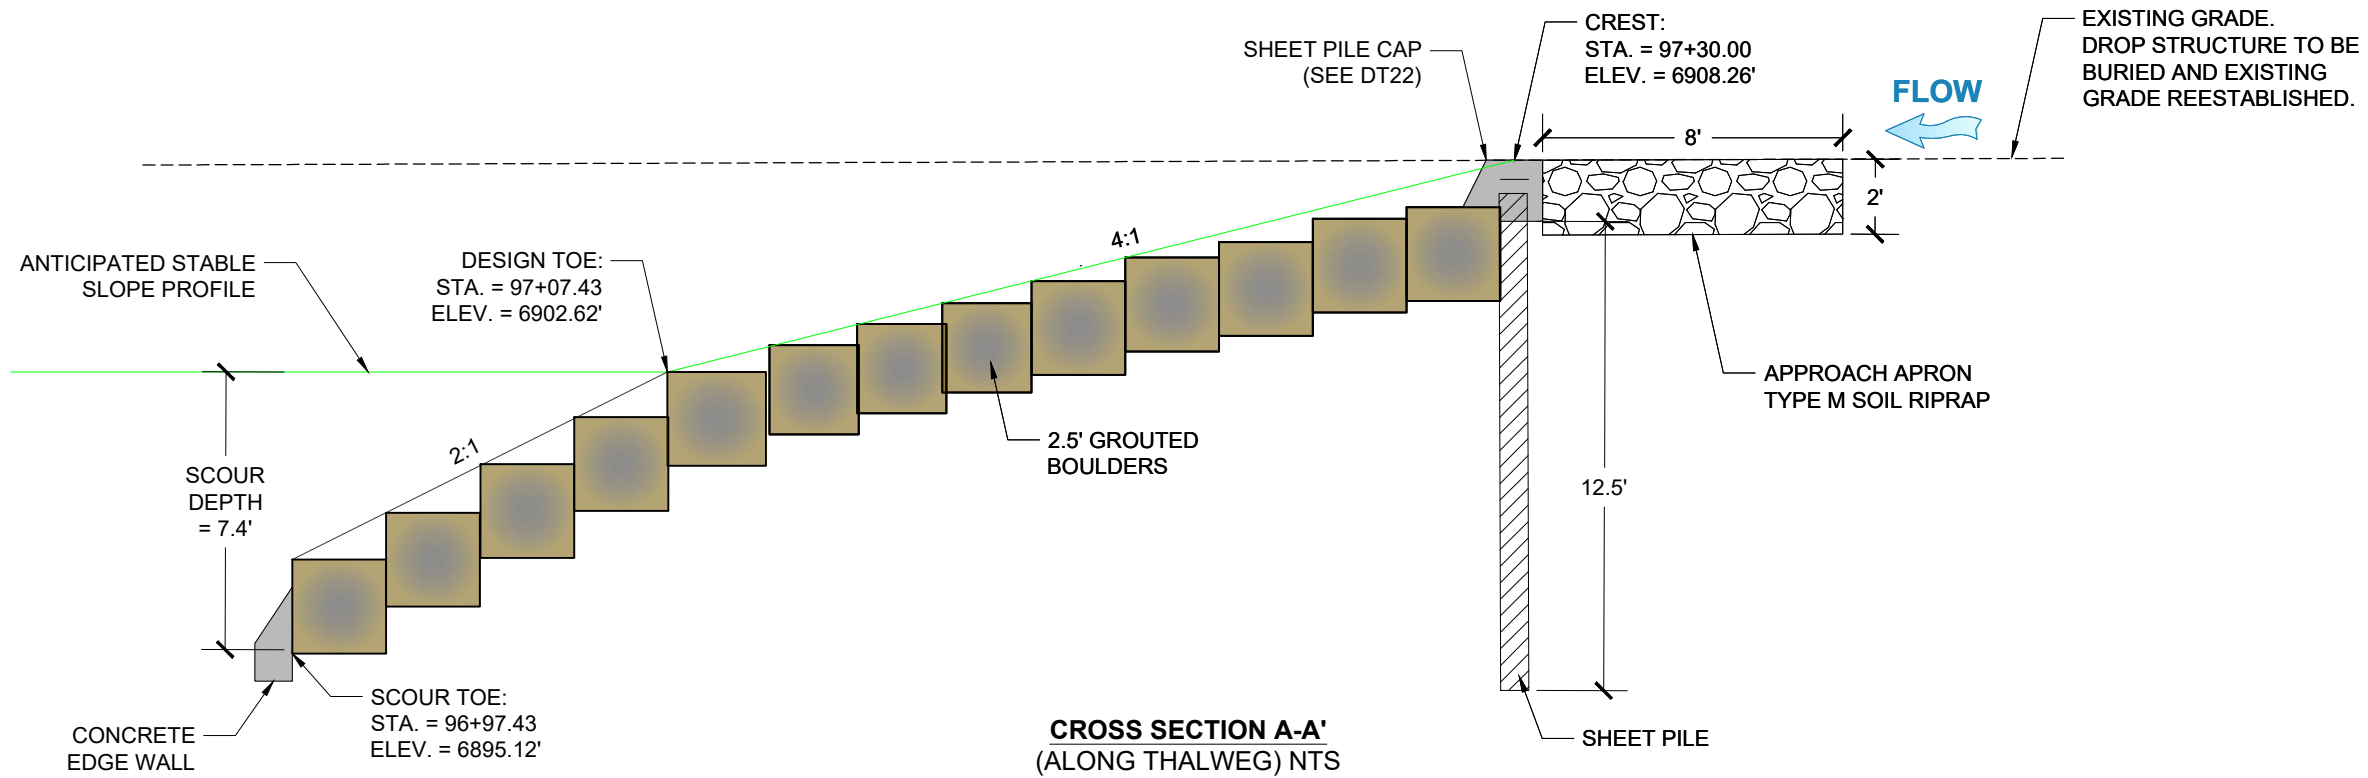 SHEET PILE CAP
(SEE DT22)
CREST:
STA. = 97+30.00
ELEV. = 6908.26'
EXISTING GRADE.
DROP STRUCTURE TO BE
BURIED AND EXISTING
GRADE REESTABLISHED.
FLOW
8'
2'
4:1
ANTICIPATED STABLE
SLOPE PROFILE
DESIGN TOE:
STA. = 97+07.43
ELEV. = 6902.62'
APPROACH APRON
TYPE M SOIL RIPRAP
2:1
2.5' GROUTED
BOULDERS
SCOUR
DEPTH
= 7.4'
12.5'
SCOUR TOE:
STA. = 96+97.43
ELEV. = 6895.12'
CONCRETE
EDGE WALL
SHEET PILE
CROSS SECTION A-A'
(ALONG THALWEG) NTS